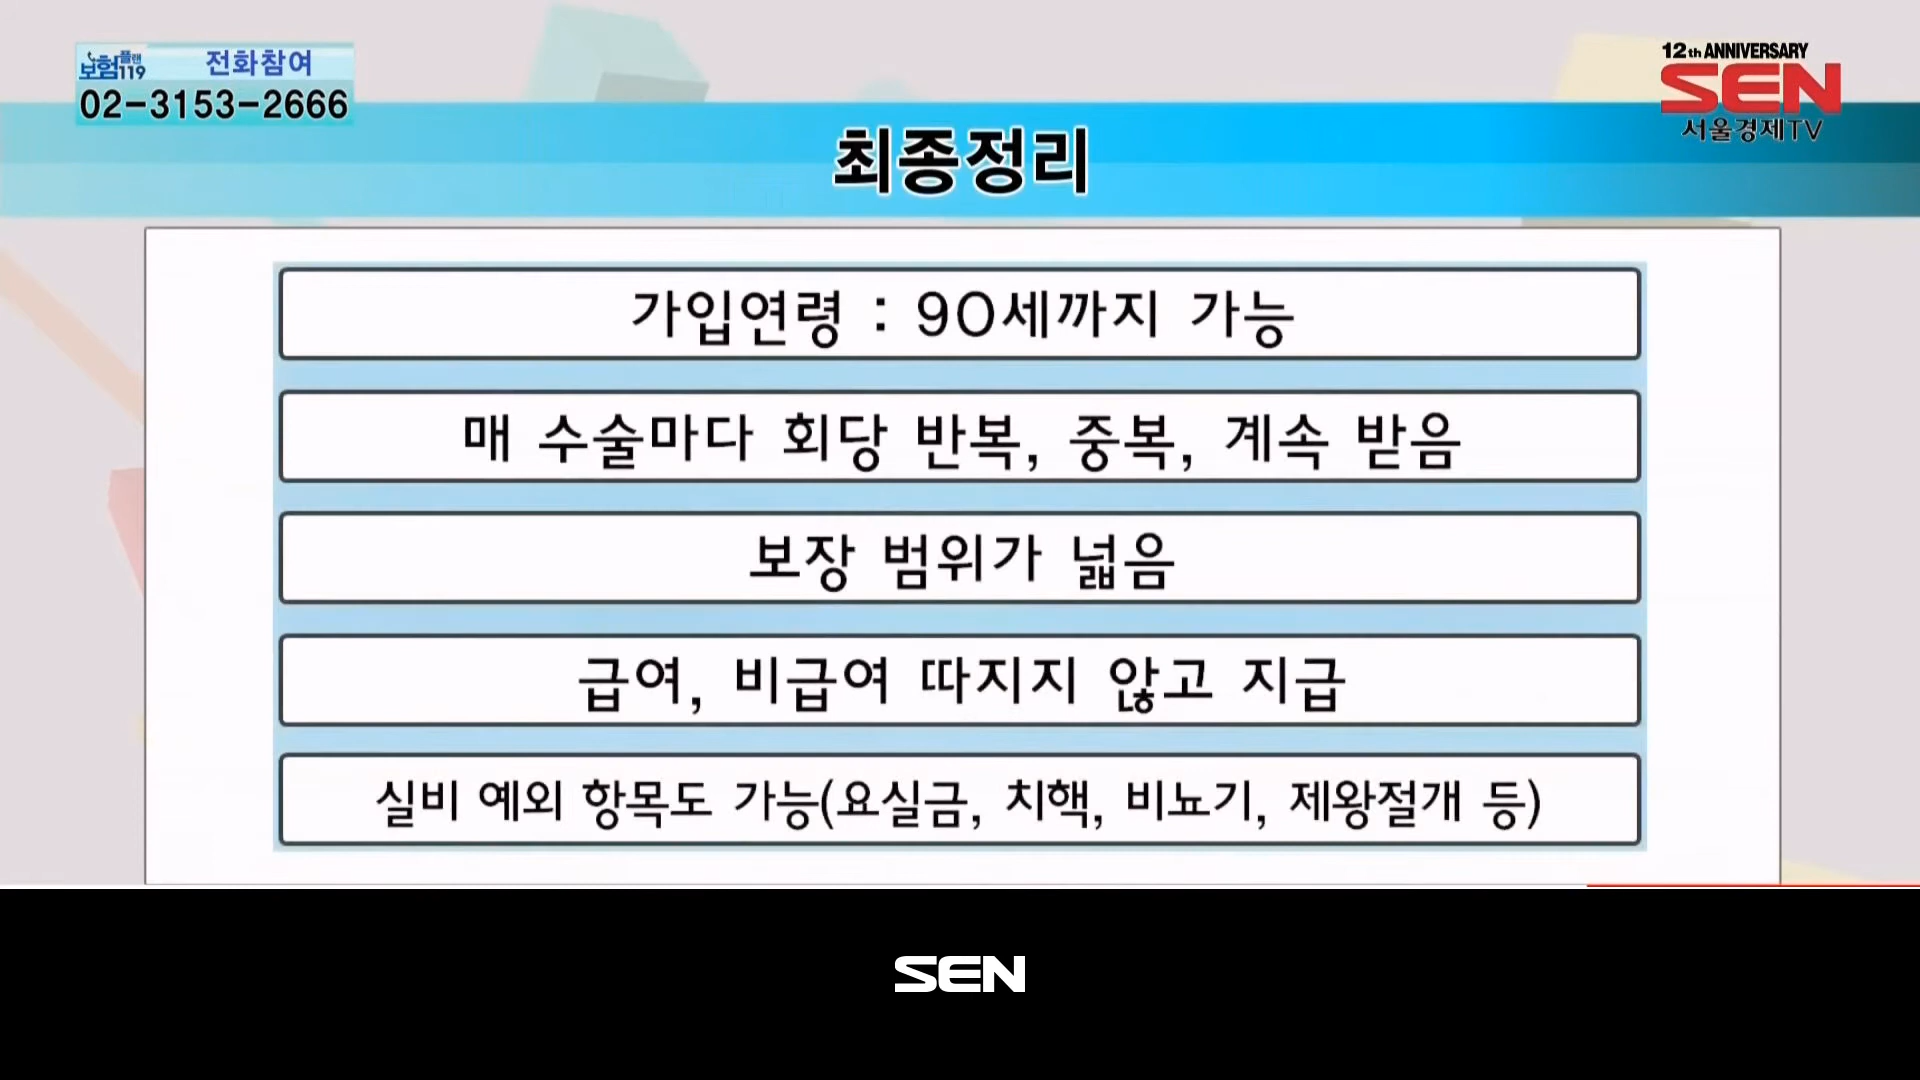 보험플랜119 전화참여
02-3153-2666
12th ANNIVERSARY
SEN
서울경제TV
최종정리
가입연령 : 90세까지 가능
매 수술마다 회당 반복, 중복, 계속 받음
보장 범위가 넓음
급여, 비급여 따지지 않고 지급
실비 예외 항목도 가능(요실금, 치핵, 비뇨기, 제왕절개 등)
SEN